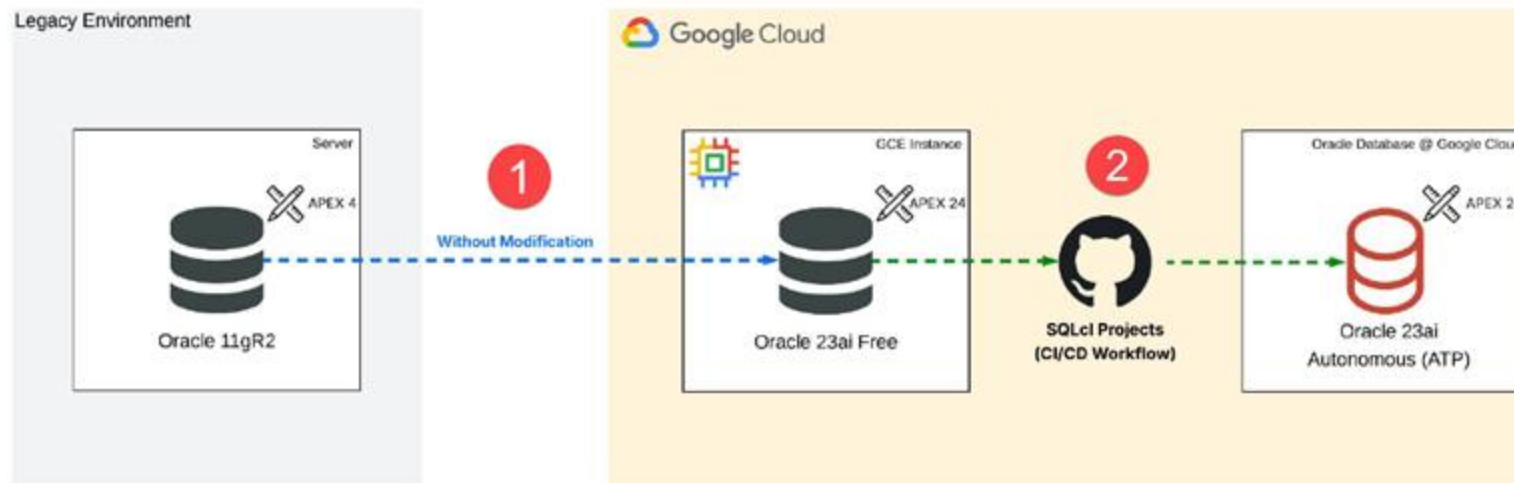 Legacy Environment
Google Cloud
Server
APEX 4
Oracle 11gR2
1
Without Modification
GCE Instance
APEX 24
Oracle 23ai Free
2
SQLcl Projects
(CI/CD Workflow)
Oracle Database @ Google Clou
APEX 2
Oracle 23ai
Autonomous (ATP)